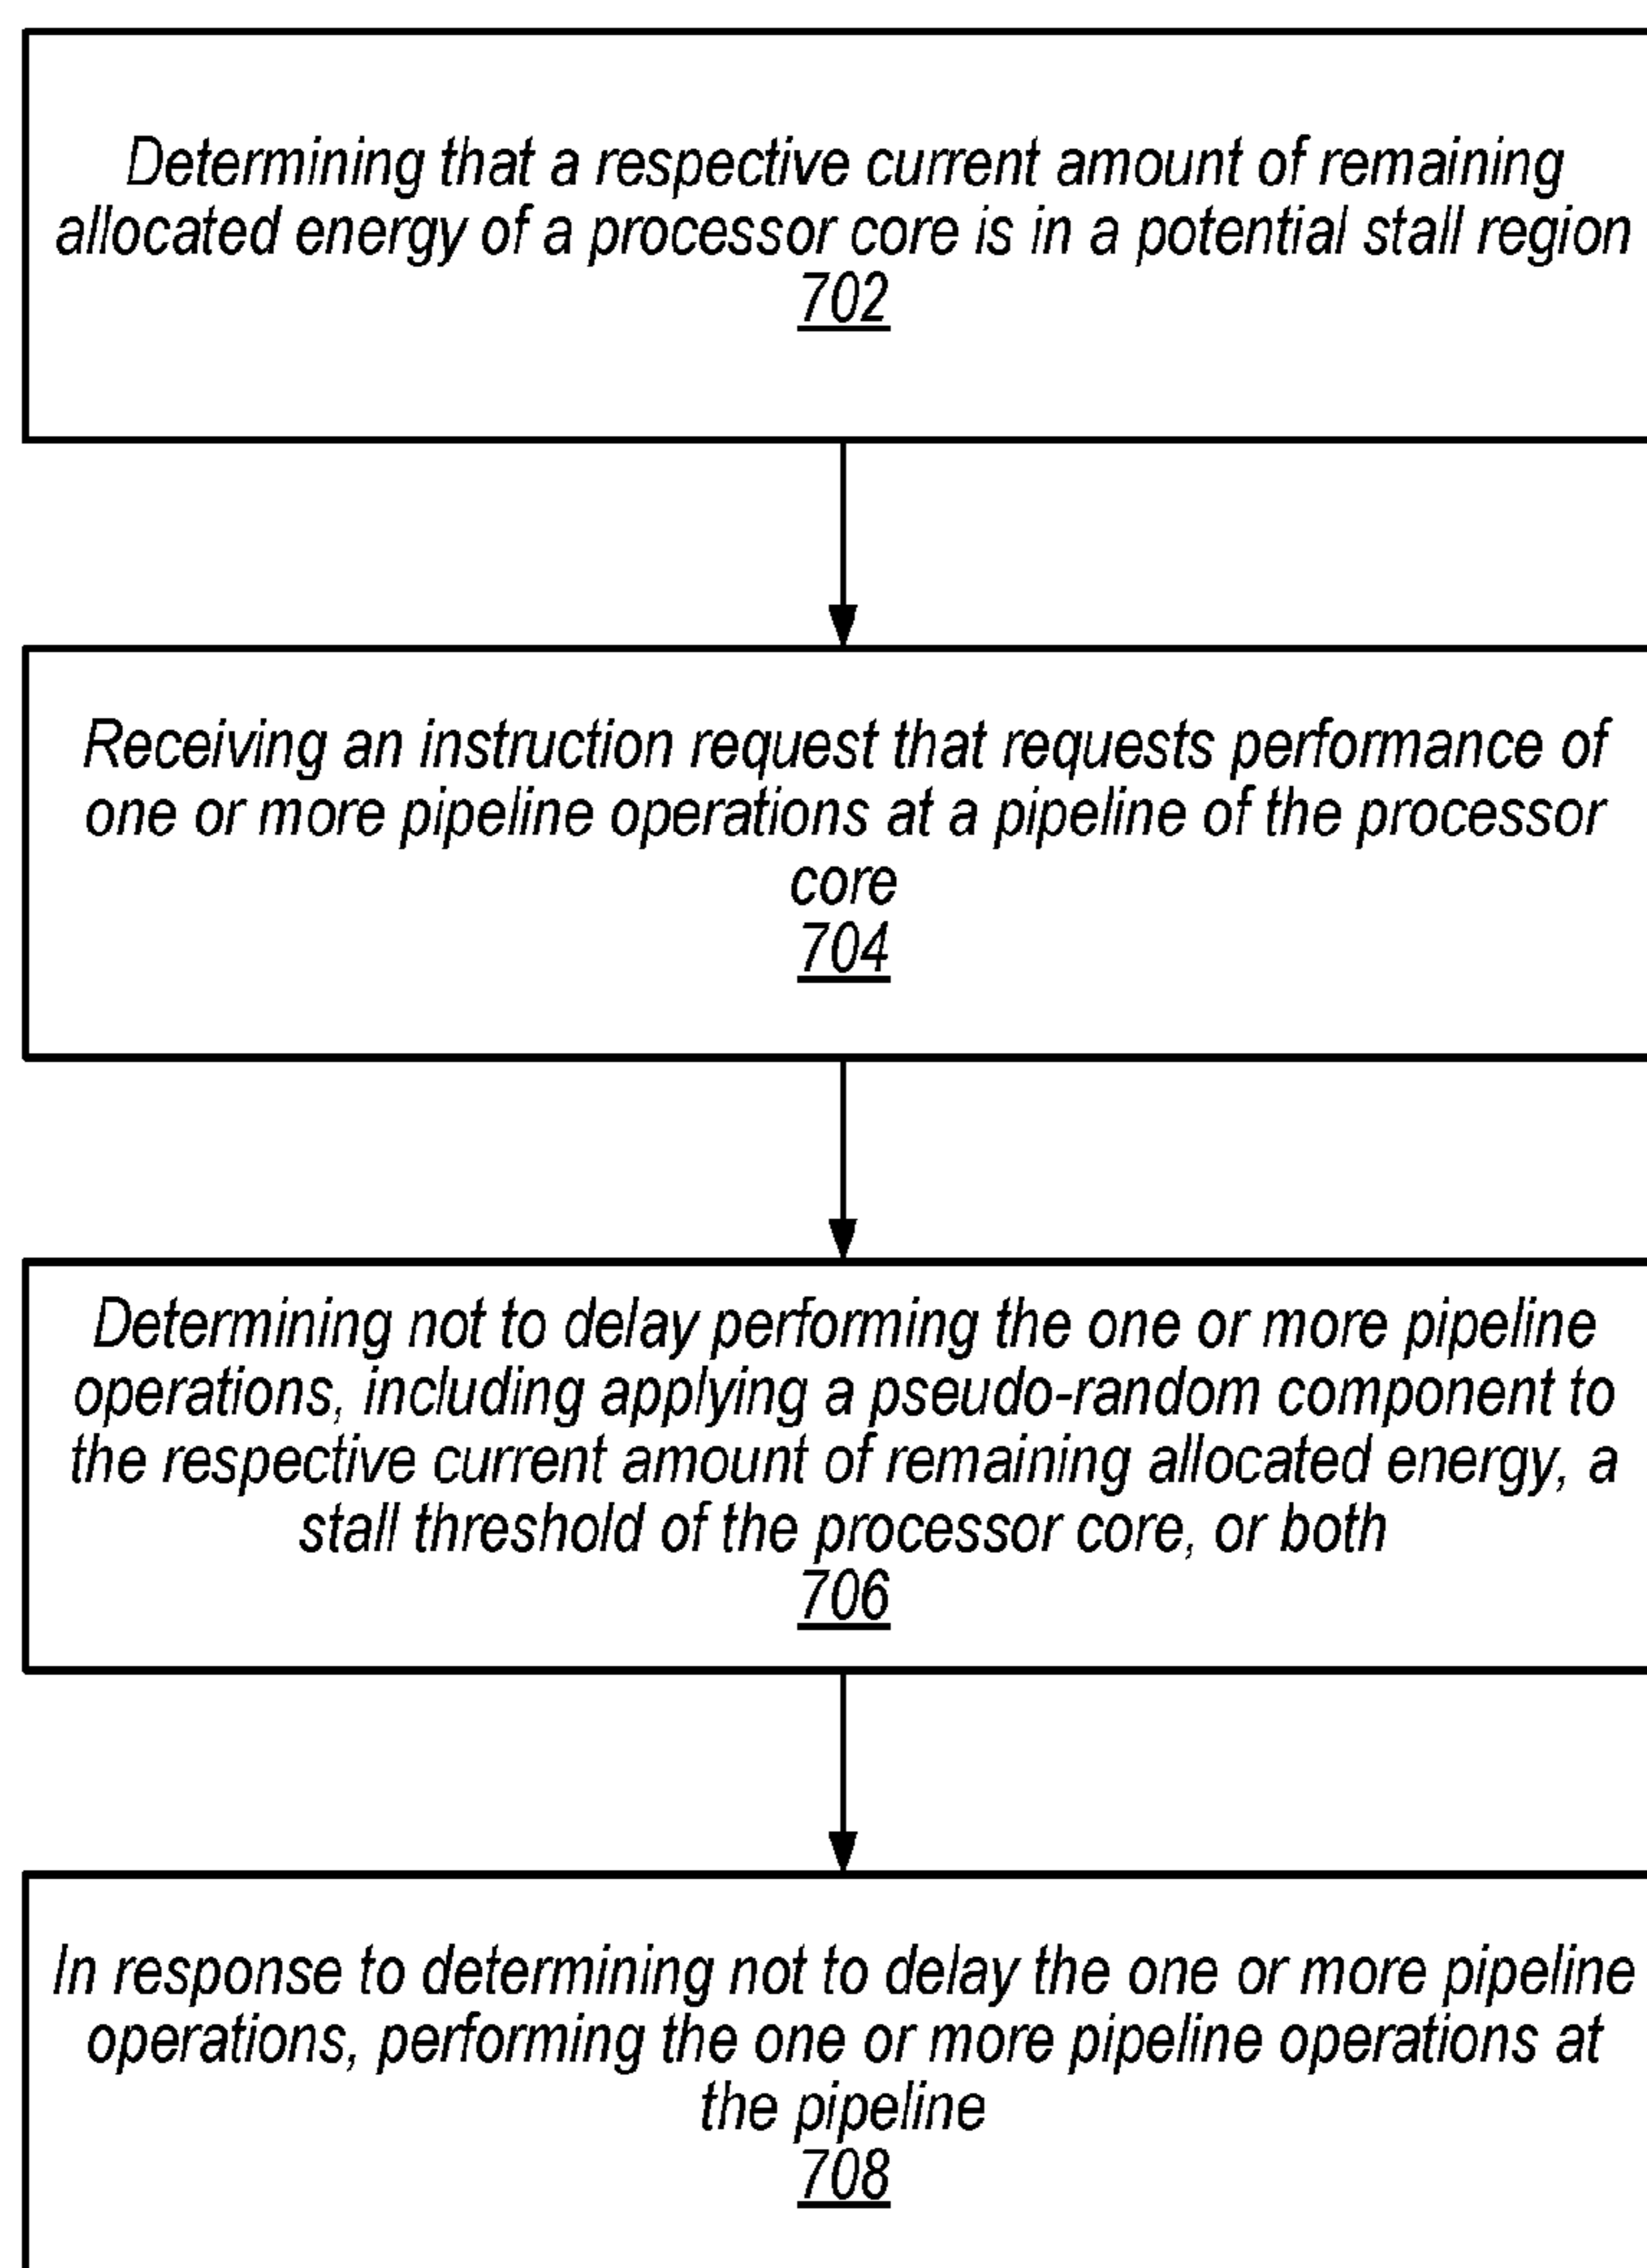 Determining that a respective current amount of remaining
allocated energy of a processor core is in a potential stall region
702
Receiving an instruction request that requests performance of
one or more pipeline operations at a pipeline of the processor
core
704
Determining not to delay performing the one or more pipeline
operations, including applying a pseudo-random component to
the respective current amount of remaining allocated energy, a
stall threshold of the processor core, or both
706
In response to determining not to delay the one or more pipeline
operations, performing the one or more pipeline operations at
the pipeline
708